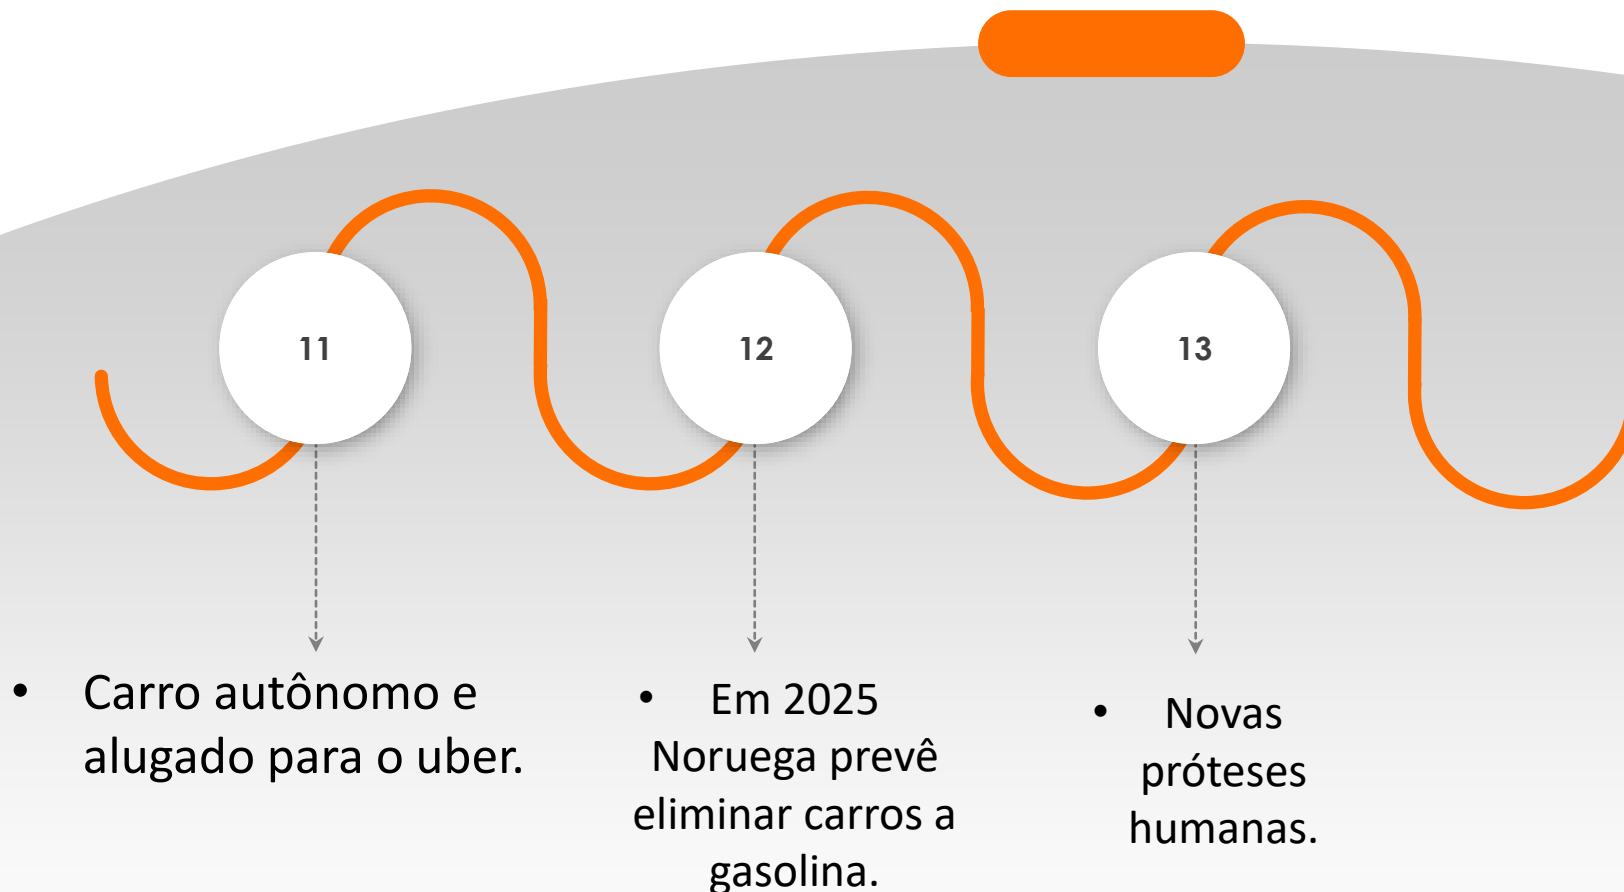 11
12
13
• Carro autônomo e
alugado para o uber.
• Em 2025
Noruega prevê
eliminar carros a
gasolina.
• Novas
próteses
humanas.